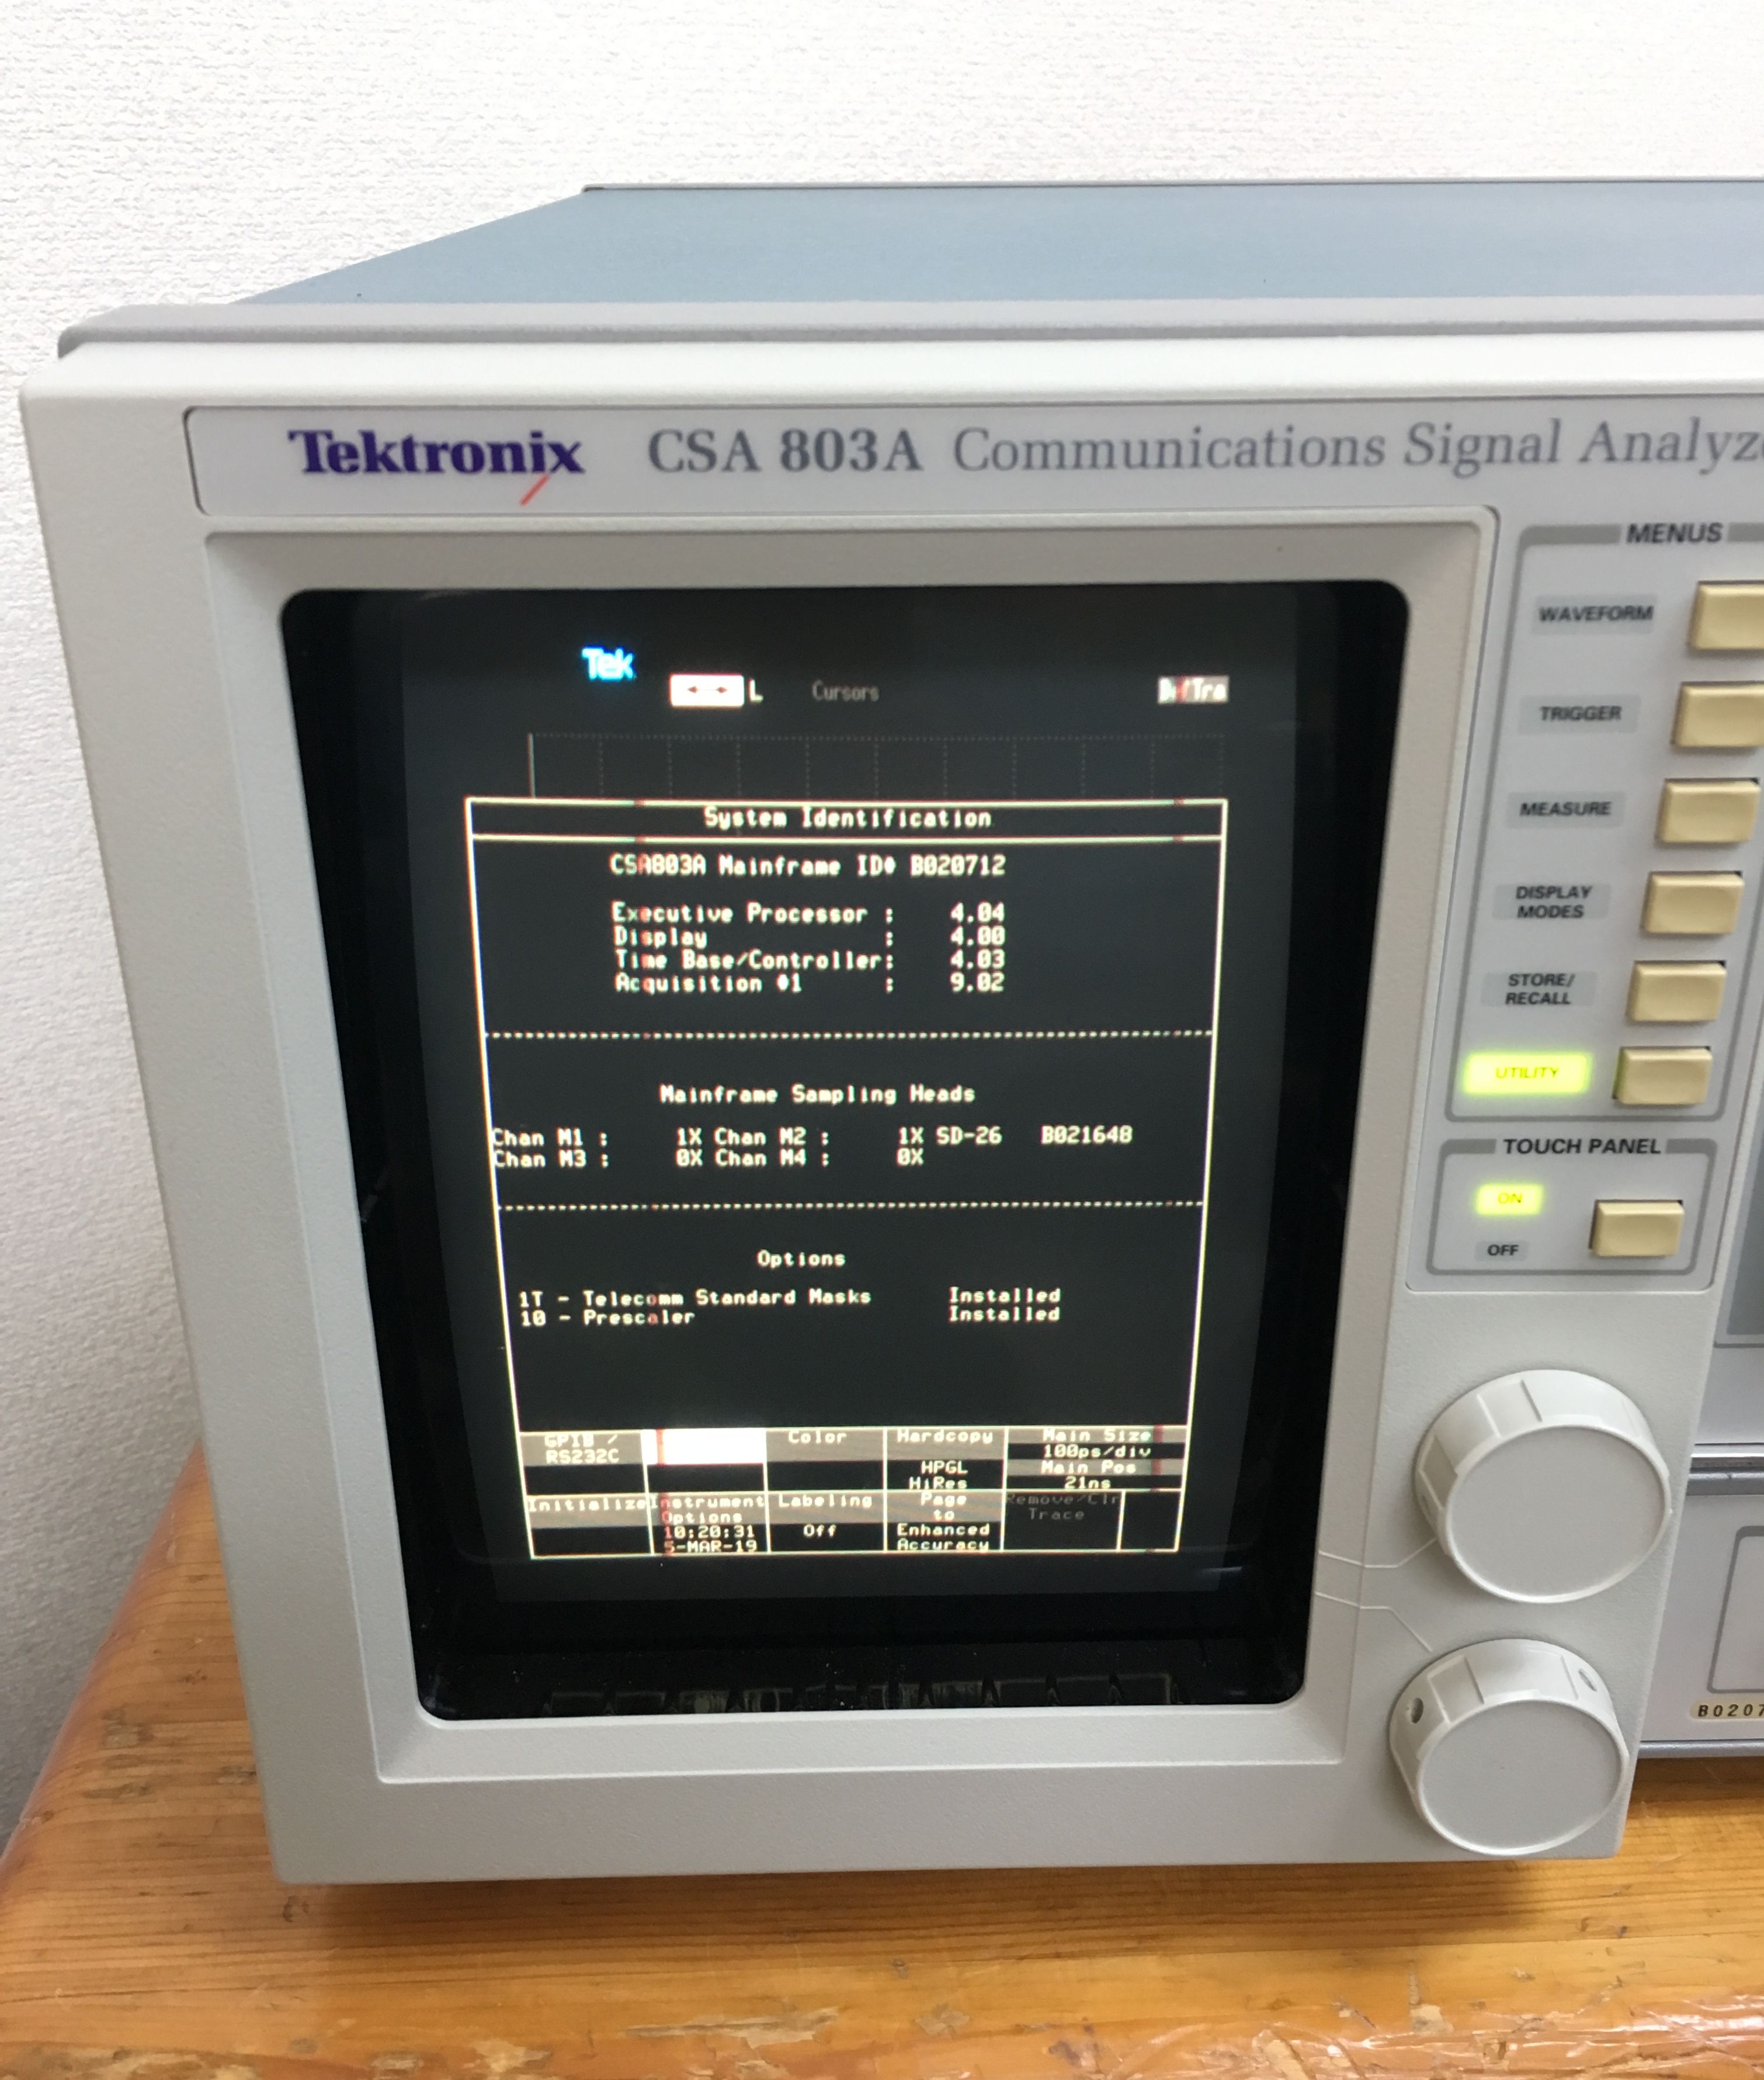 Tektronix CSA 803A Communications Signal Analyz
MENUS
WAVEFORM
TRIGGER
MEASURE
DISPLAY
MODES
STORE/
RECALL
UTILITY
TOUCH PANEL
ON
OFF
Tek
L Cursors
System Identification
CSA803A Mainframe ID# B020712
Executive Processor : 4.04
Display : 4.00
Time Base/Controller: 4.03
Acquisition #1 : 9.02
Mainframe Sampling Heads
Chan M1 : 1X Chan M2 : 1X SD-26 B021648
Chan M3 : 0X Chan M4 : 0X
Options
1T - Telecomm Standard Masks Installed
10 - Prescaler Installed
GPIB /
RS232C
Color
Hardcopy
HPGL
HiRes
Main Size
100ps/div
Main Pos
21ns
Initialize
Instrument
Options
10:20:31
5-MAR-19
Labeling
Off
Page
to
Enhanced
Accuracy
Remove/Clr
Trace
B0207